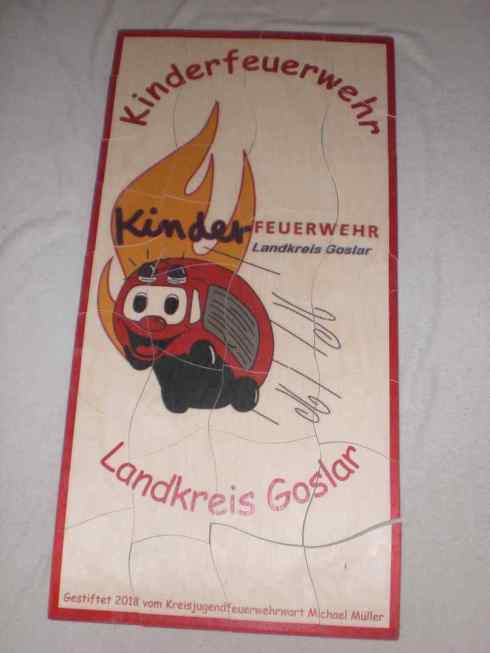 Kinderfeuerwehr
Kinder FEUERWEHR
Landkreis Goslar
Landkreis Goslar
Gestiftet 2018 vom Kreisjugendfeuerwehrwart Michael Müller